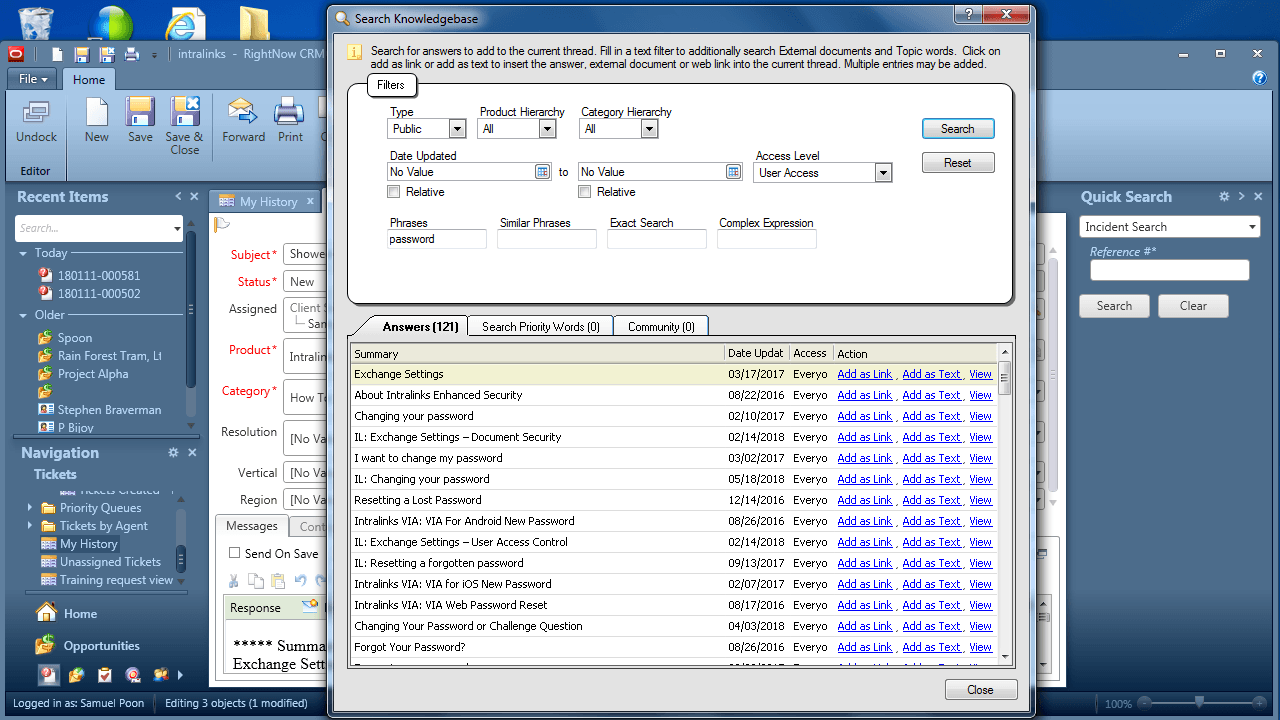 Search Knowledgebase
intralinks - RightNow CRM
File
Home
Undock
New
Save
Save & Close
Forward
Print
Editor
Search for answers to add to the current thread. Fill in a text filter to additionally search External documents and Topic words. Click on
add as link or add as text to insert the answer, external document or web link into the current thread. Multiple entries may be added.
Filters
Type
Product Hierarchy
Category Hierarchy
Public
All
All
Search
Date Updated
Access Level
Reset
No Value
to
No Value
User Access
Relative
Relative
Phrases
Similar Phrases
Exact Search
Complex Expression
password
Answers (121)
Search Priority Words (0)
Community (0)
Summary Date Updat Access Action
Exchange Settings 03/17/2017 Everyo Add as Link , Add as Text , View
About Intralinks Enhanced Security 08/22/2016 Everyo Add as Link , Add as Text , View
Changing your password 02/10/2017 Everyo Add as Link , Add as Text , View
IL: Exchange Settings – Document Security 02/14/2018 Everyo Add as Link , Add as Text , View
I want to change my password 03/02/2017 Everyo Add as Link , Add as Text , View
IL: Changing your password 05/18/2018 Everyo Add as Link , Add as Text , View
Resetting a Lost Password 12/14/2016 Everyo Add as Link , Add as Text , View
Intralinks VIA: VIA For Android New Password 08/26/2016 Everyo Add as Link , Add as Text , View
IL: Exchange Settings – User Access Control 02/14/2018 Everyo Add as Link , Add as Text , View
IL: Resetting a forgotten password 09/13/2017 Everyo Add as Link , Add as Text , View
Intralinks VIA: VIA for iOS New Password 02/07/2017 Everyo Add as Link , Add as Text , View
Intralinks VIA: VIA Web Password Reset 08/17/2016 Everyo Add as Link , Add as Text , View
Changing Your Password or Challenge Question 04/03/2018 Everyo Add as Link , Add as Text , View
Forgot Your Password? 08/26/2016 Everyo Add as Link , Add as Text , View
Close
Recent Items
Search...
Today
180111-000581
180111-000502
Older
Spoon
Rain Forest Tram, Lt
Project Alpha
Stephen Braverman
P Bijoy
Navigation
Tickets
Tickets Created
Priority Queues
Tickets by Agent
My History
Unassigned Tickets
Training request view
Home
Opportunities
My History
Subject * Showe
Status * New
Assigned Client
San
Product * Intralin
Category * How To
Resolution [No Va
Vertical [No Va
Region [No Va
Messages
Cont
Send On Save
Response
***** Summa
Exchange Setti
Quick Search
Incident Search
Reference #*
Search
Clear
Logged in as: Samuel Poon
Editing 3 objects (1 modified)
100%